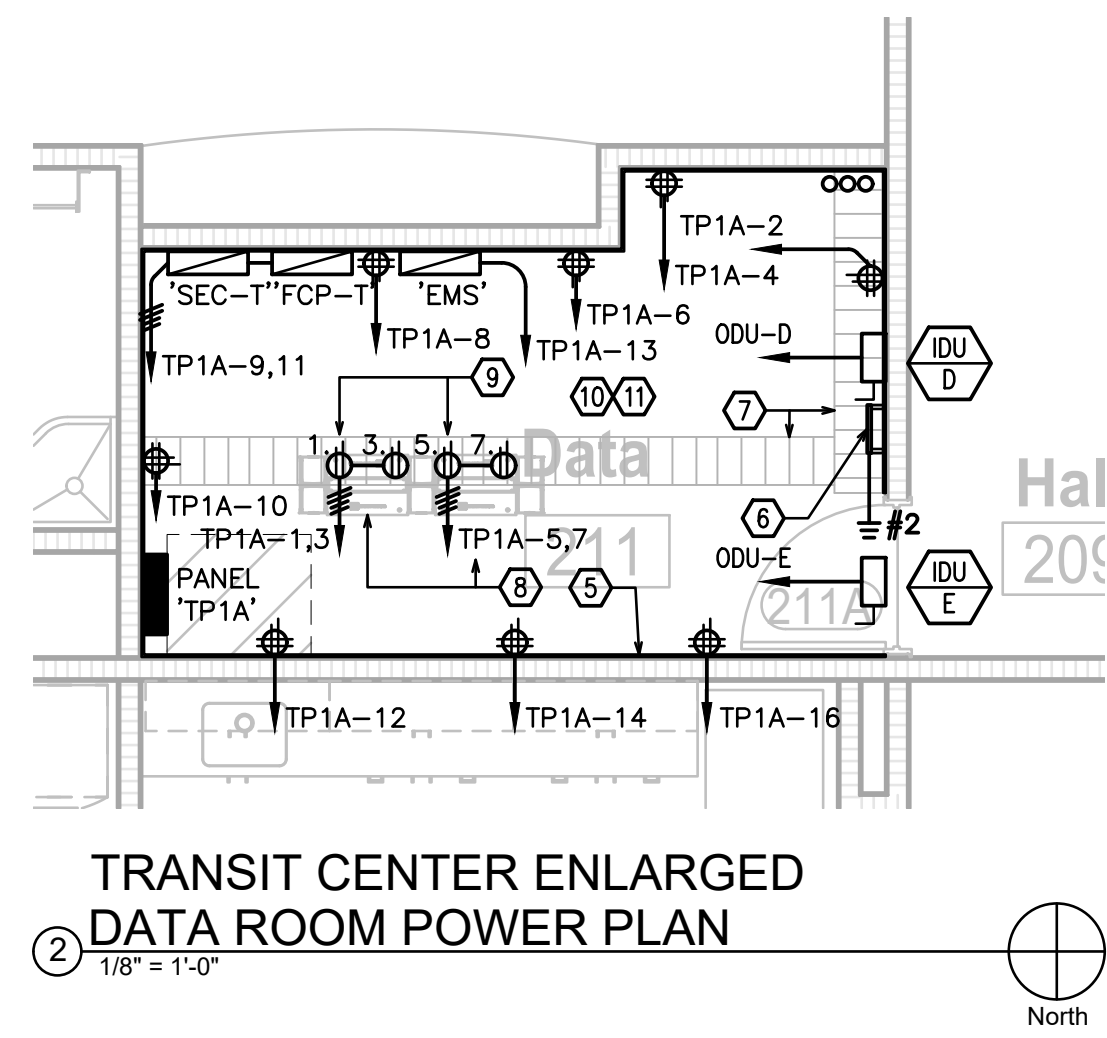 TP1A-2
'SEC-T' 'FCP-T' 'EMS'
TP1A-4
TP1A-6
ODU-D
TP1A-8
TP1A-13
IDU
D
TP1A-9,11
9
10 11
7
1. 3. 5. 7.
Data
Hal
TP1A-10
6
#2
TP1A-1,3
TP1A-5,7
211
209
ODU-E
PANEL
'TP1A'
8
5
IDU
E
211A
TP1A-12
TP1A-14
TP1A-16
TRANSIT CENTER ENLARGED
DATA ROOM POWER PLAN
2
1/8" = 1'-0"
North